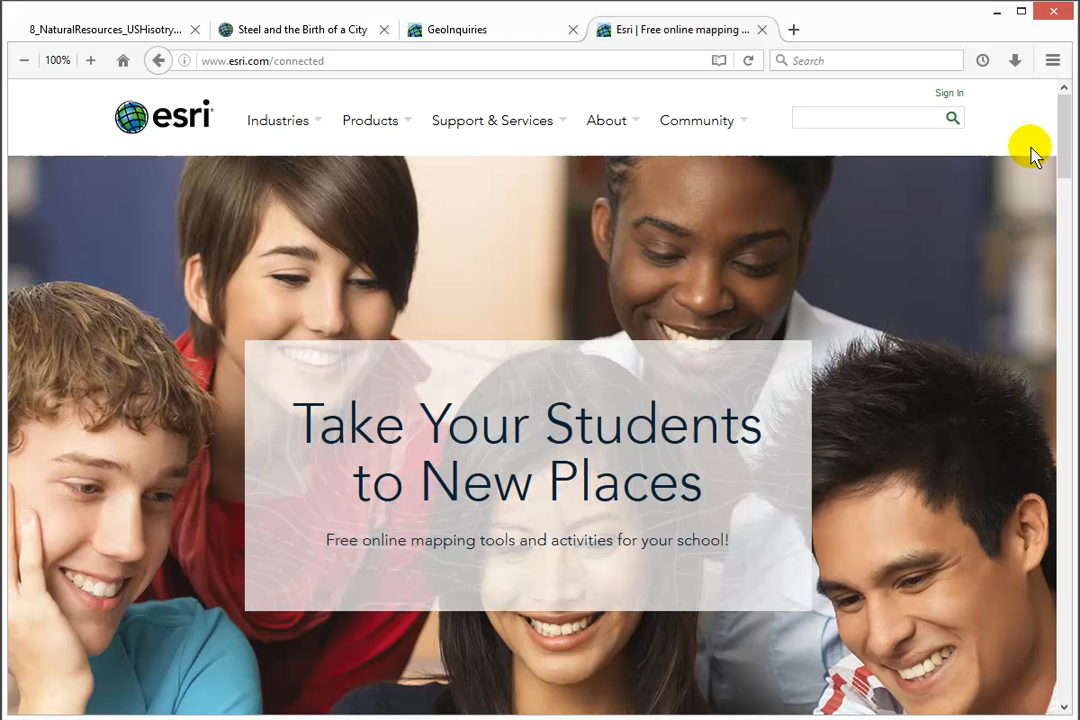 8_NaturalResources_USHisotry... Steel and the Birth of a City GeoInquiries Esri | Free online mapping ...
100% www.esri.com/connected Search
Sign In
esri Industries Products Support & Services About Community
Take Your Students
to New Places
Free online mapping tools and activities for your school!